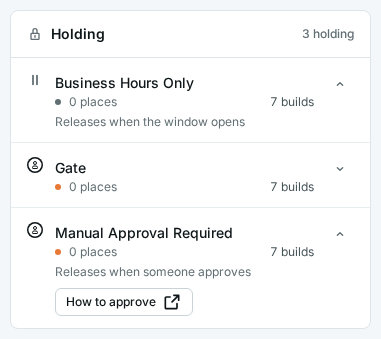 Holding
3 holding
Business Hours Only
0 places
7 builds
Releases when the window opens
Gate
0 places
7 builds
Manual Approval Required
0 places
7 builds
Releases when someone approves
How to approve